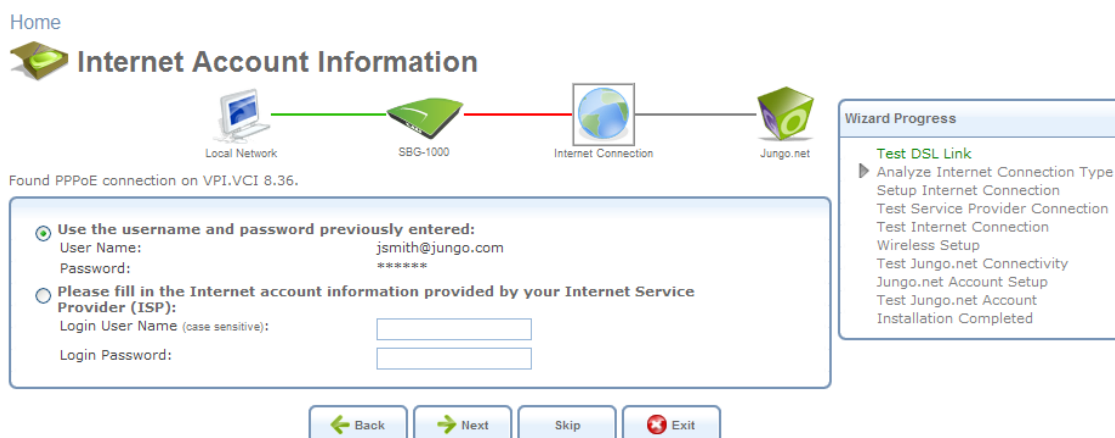 Home
Internet Account Information
Local Network
SBG-1000
Internet Connection
Jungo.net
Found PPPoE connection on VPI.VCI 8.36.
Use the username and password previously entered:
User Name: jsmith@jungo.com
Password: ******
Please fill in the Internet account information provided by your Internet Service
Provider (ISP):
Login User Name (case sensitive):
Login Password:
Back
Next
Skip
Exit
Wizard Progress
Test DSL Link
Analyze Internet Connection Type
Setup Internet Connection
Test Service Provider Connection
Test Internet Connection
Wireless Setup
Test Jungo.net Connectivity
Jungo.net Account Setup
Test Jungo.net Account
Installation Completed